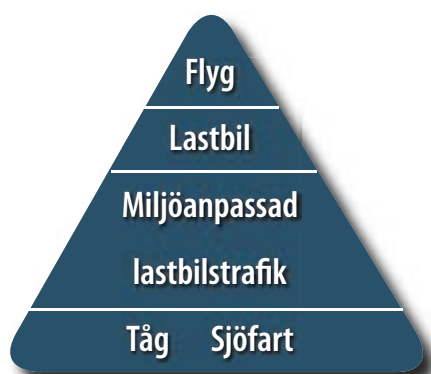 Flyg
Lastbil
Miljöanpassad
lastbilstrafik
Tåg Sjöfart